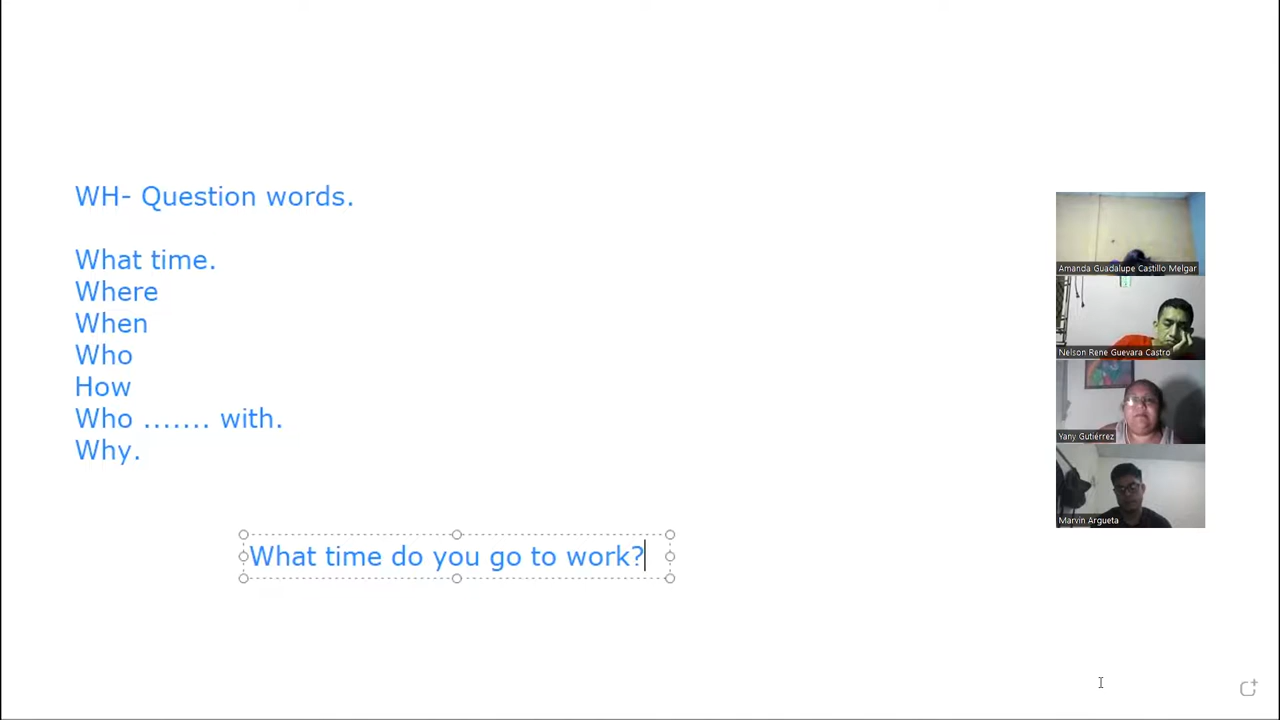 WH- Question words.
What time.
Where
When
Who
How
Who ....... with.
Why.
What time do you go to work?
Amanda Guadalupe Castillo Melgar
Nelson Rene Guevara Castro
Yany Gutiérrez
Marvin Argueta